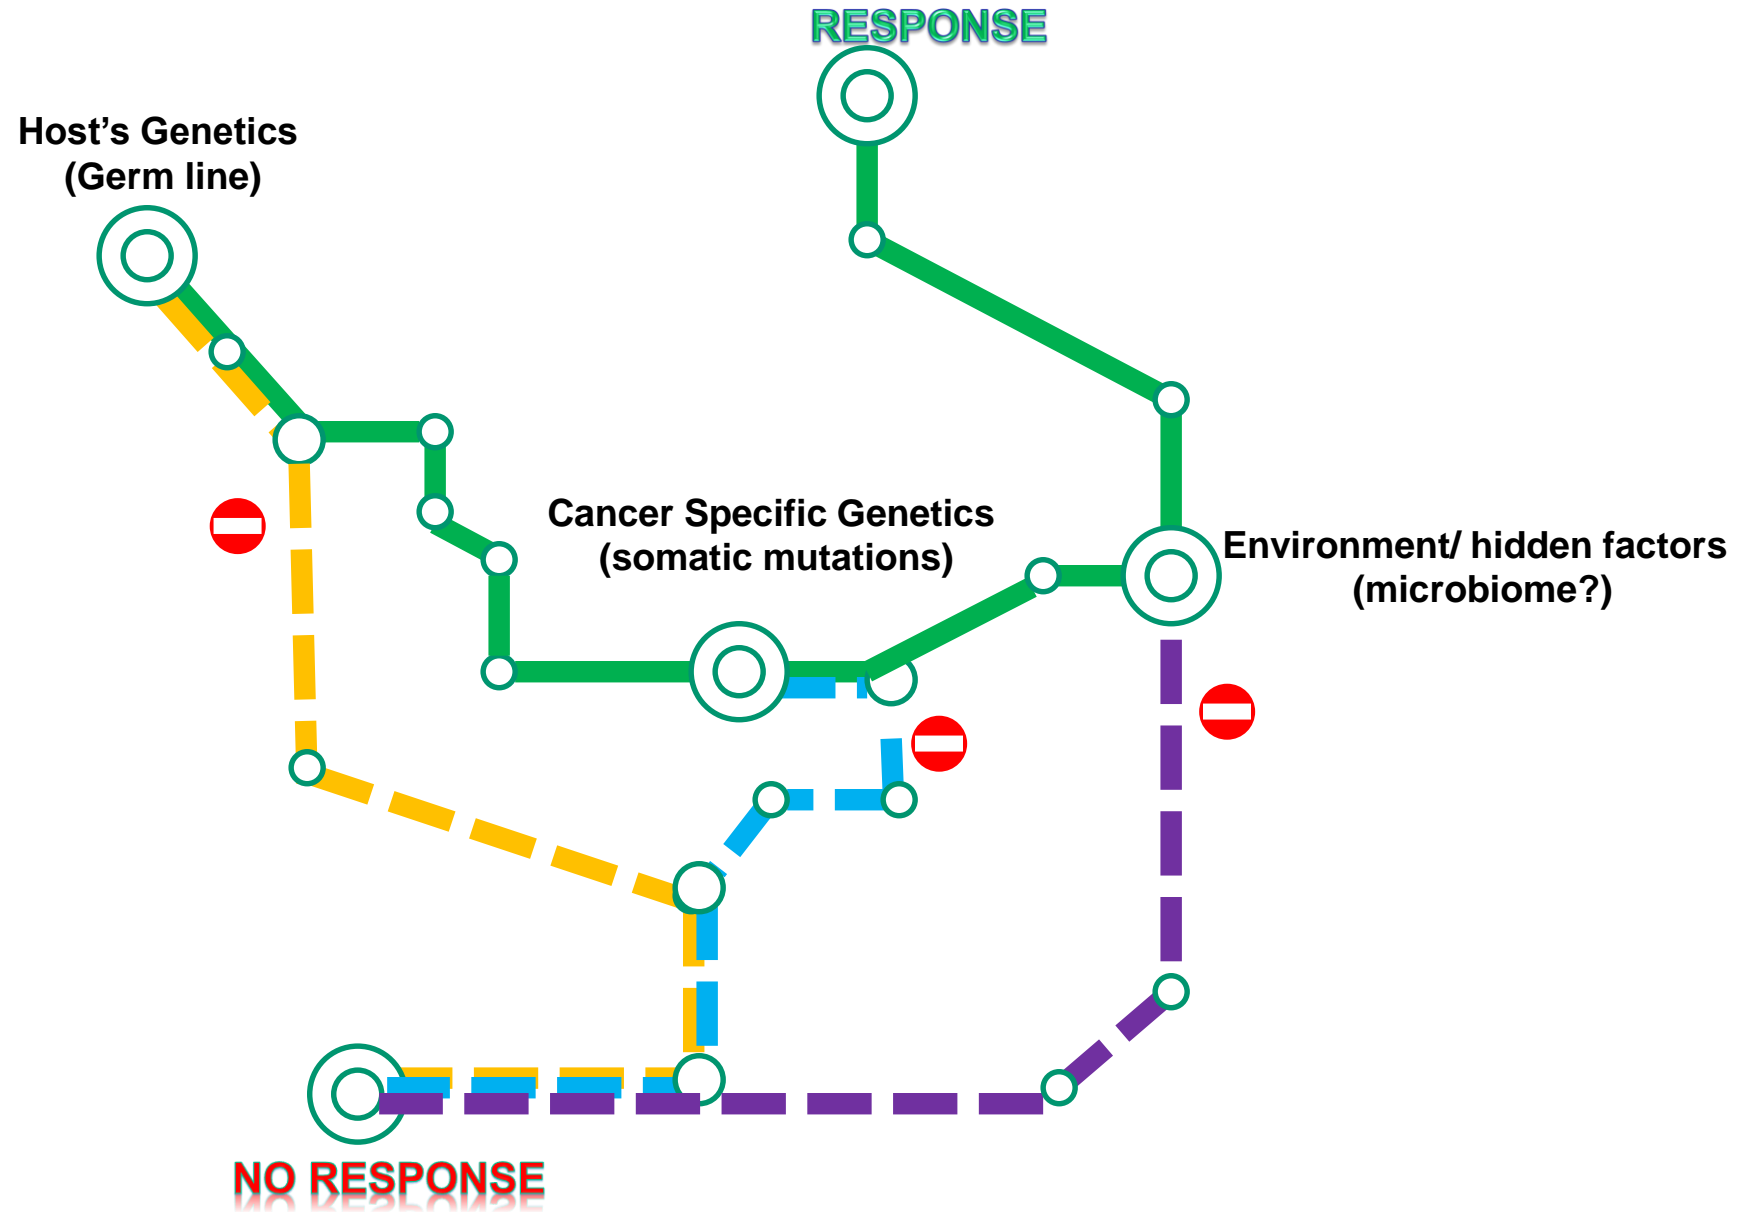 RESPONSE
Host’s Genetics
(Germ line)
Cancer Specific Genetics
(somatic mutations)
Environment/ hidden factors
(microbiome?)
NO RESPONSE